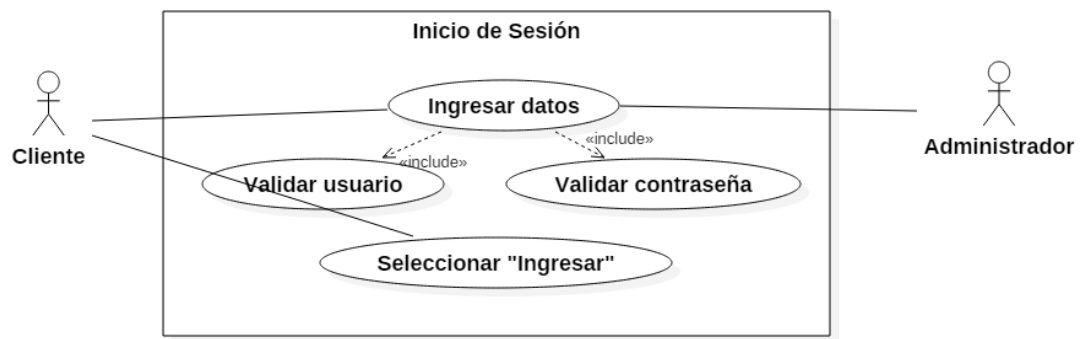 Inicio de Sesión
Ingresar datos
«include»
«include»
Cliente
Administrador
Validar usuario
Validar contraseña
Seleccionar "Ingresar"